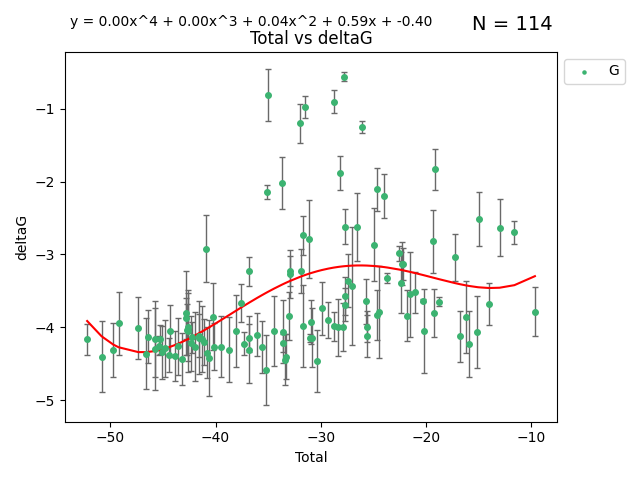 y = 0.00x^4 + 0.00x^3 + 0.04x^2 + 0.59x + -0.40
N = 114
Total vs deltaG
G
deltaG
−1
−2
−3
−4
−5
−50 −40 −30 −20 −10
Total